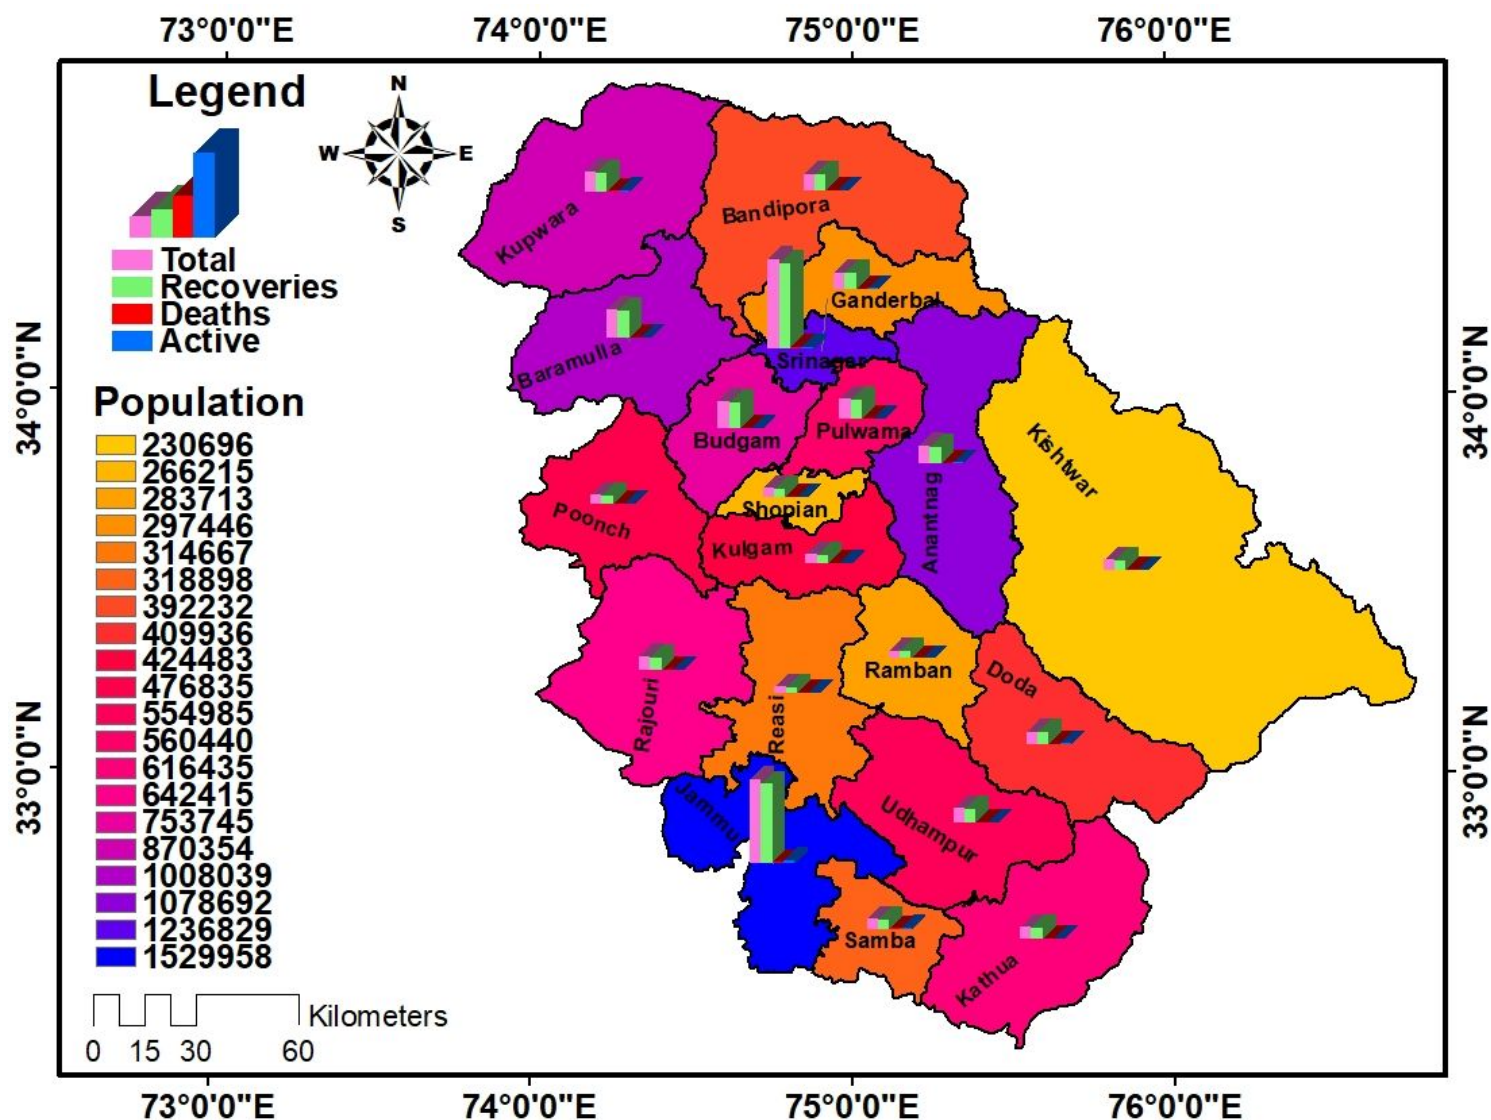 73°0'0"E 74°0'0"E 75°0'0"E 76°0'0"E
Legend
N
W E
S
Total
Recoveries
Deaths
Active
Population
230696
266215
283713
297446
314667
318898
392232
409936
424483
476835
554985
560440
616435
642415
753745
870354
1008039
1078692
1236829
1529958
Kilometers
0 15 30 60
Kupwara
Bandipora
Ganderbal
Baramulla
Srinagar
Budgam
Pulwama
Kishtwar
Anantnag
Shopian
Poonch
Kulgam
Ramban
Doda
Rajouri
Reasi
Jammu
Udhampur
Samba
Kathua
34°0'0"N
33°0'0"N
34°0'0"N
33°0'0"N
73°0'0"E 74°0'0"E 75°0'0"E 76°0'0"E